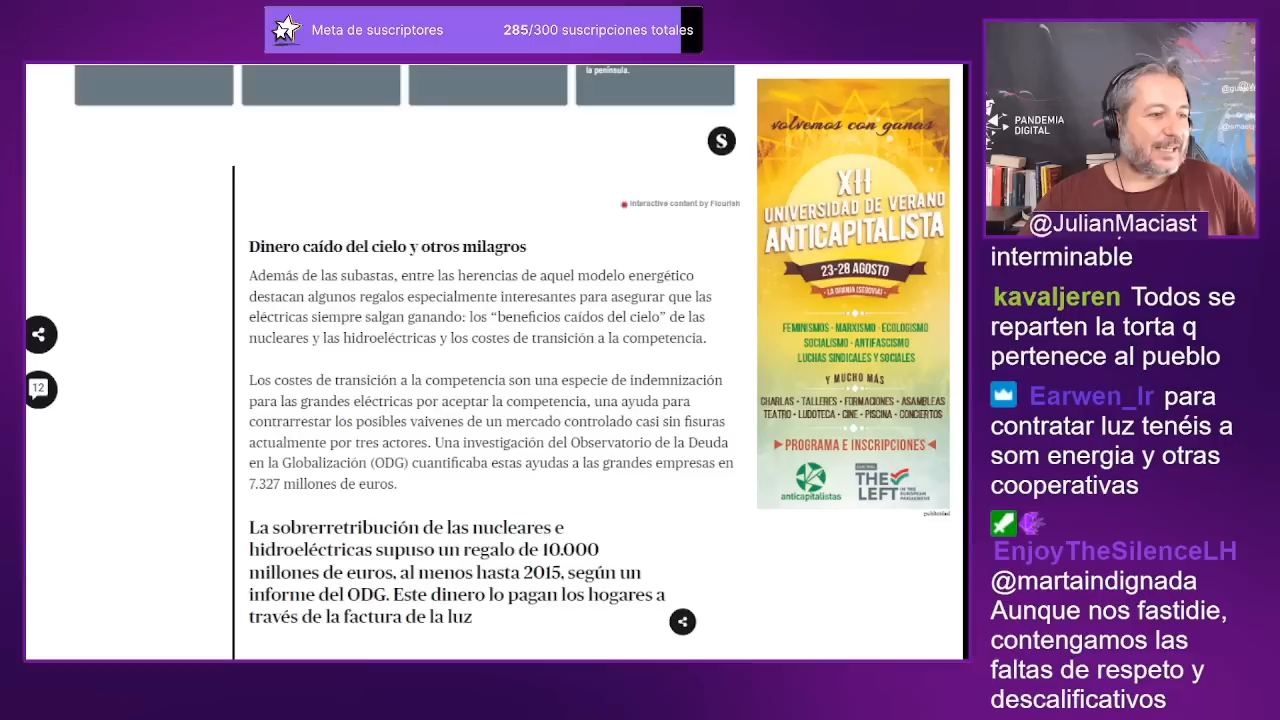 Meta de suscriptores
285/300 suscripciones totales
la península.
S
Interactive content by Flourish
Dinero caído del cielo y otros milagros
Además de las subastas, entre las herencias de aquel modelo energético
destacan algunos regalos especialmente interesantes para asegurar que las
eléctricas siempre salgan ganando: los “beneficios caídos del cielo” de las
nucleares y las hidroeléctricas y los costes de transición a la competencia.
Los costes de transición a la competencia son una especie de indemnización
para las grandes eléctricas por aceptar la competencia, una ayuda para
contrarrestar los posibles vaivenes de un mercado controlado casi sin fisuras
actualmente por tres actores. Una investigación del Observatorio de la Deuda
en la Globalización (ODG) cuantificaba estas ayudas a las grandes empresas en
7.327 millones de euros.
La sobrerretribución de las nucleares e
hidroeléctricas supuso un regalo de 10.000
millones de euros, al menos hasta 2015, según un
informe del ODG. Este dinero lo pagan los hogares a
través de la factura de la luz
12
volvemos con ganas
XII
UNIVERSIDAD DE VERANO
ANTICAPITALISTA
23-28 AGOSTO
LA GRANJA (SEGOVIA)
FEMINISMOS · MARXISMO · ECOLOGISMO
SOCIALISMO · ANTIFASCISMO
LUCHAS SINDICALES Y SOCIALES
Y MUCHO MÁS
CHARLAS · TALLERES · FORMACIONES · ASAMBLEAS
TEATRO · LUDOTECA · CINE · PISCINA · CONCIERTOS
PROGRAMA E INSCRIPCIONES
anticapitalistas
THE
LEFT
IN THE
EUROPEAN
PARLIAMENT
publicidad
PANDEMIA
DIGITAL
@JulianMaciast
interminable
kavaljeren Todos se
reparten la torta q
pertenece al pueblo
Earwen_Ir para
contratar luz tenéis a
som energia y otras
cooperativas
EnjoyTheSilenceLH
@martaindignada
Aunque nos fastidie,
contengamos las
faltas de respeto y
descalificativos